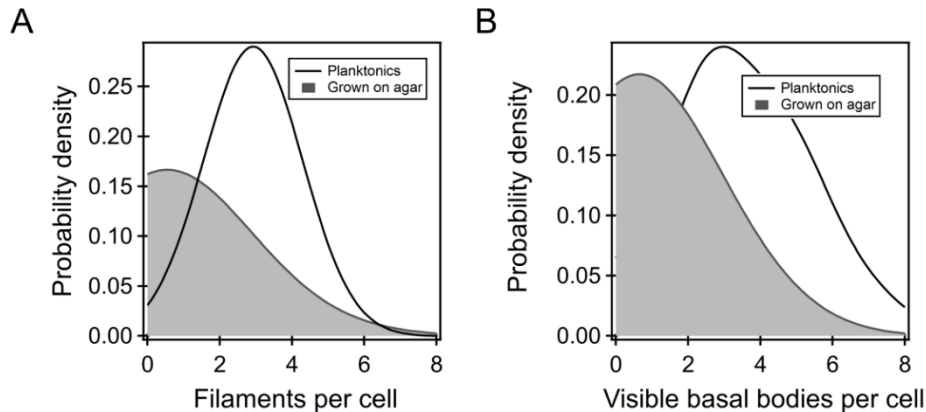 A
B
Probability density
0.25
0.20
0.15
0.10
0.05
0.00
Planktonics
Grown on agar
0 2 4 6 8
Filaments per cell
Probability density
0.20
0.15
0.10
0.05
0.00
Planktonics
Grown on agar
0 2 4 6 8
Visible basal bodies per cell